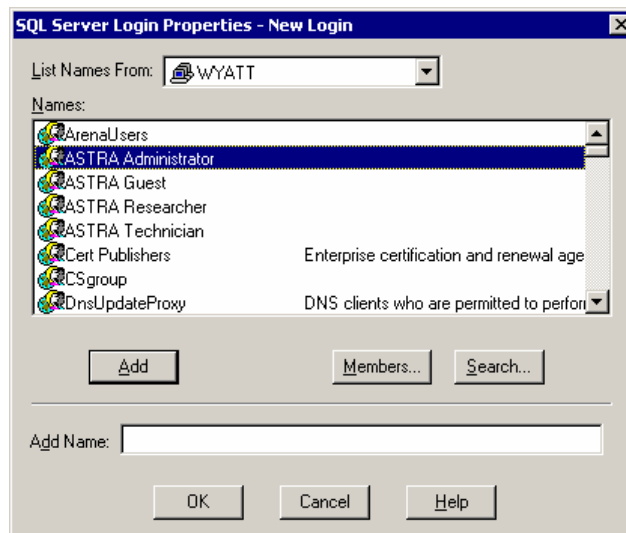 SQL Server Login Properties - New Login
List Names From: WYATT
Names:
ArenaUsers
ASTRA Administrator
ASTRA Guest
ASTRA Researcher
ASTRA Technician
Cert Publishers Enterprise certification and renewal age
CSgroup
DnsUpdateProxy DNS clients who are permitted to perfor
Add Members... Search...
Add Name:
OK Cancel Help